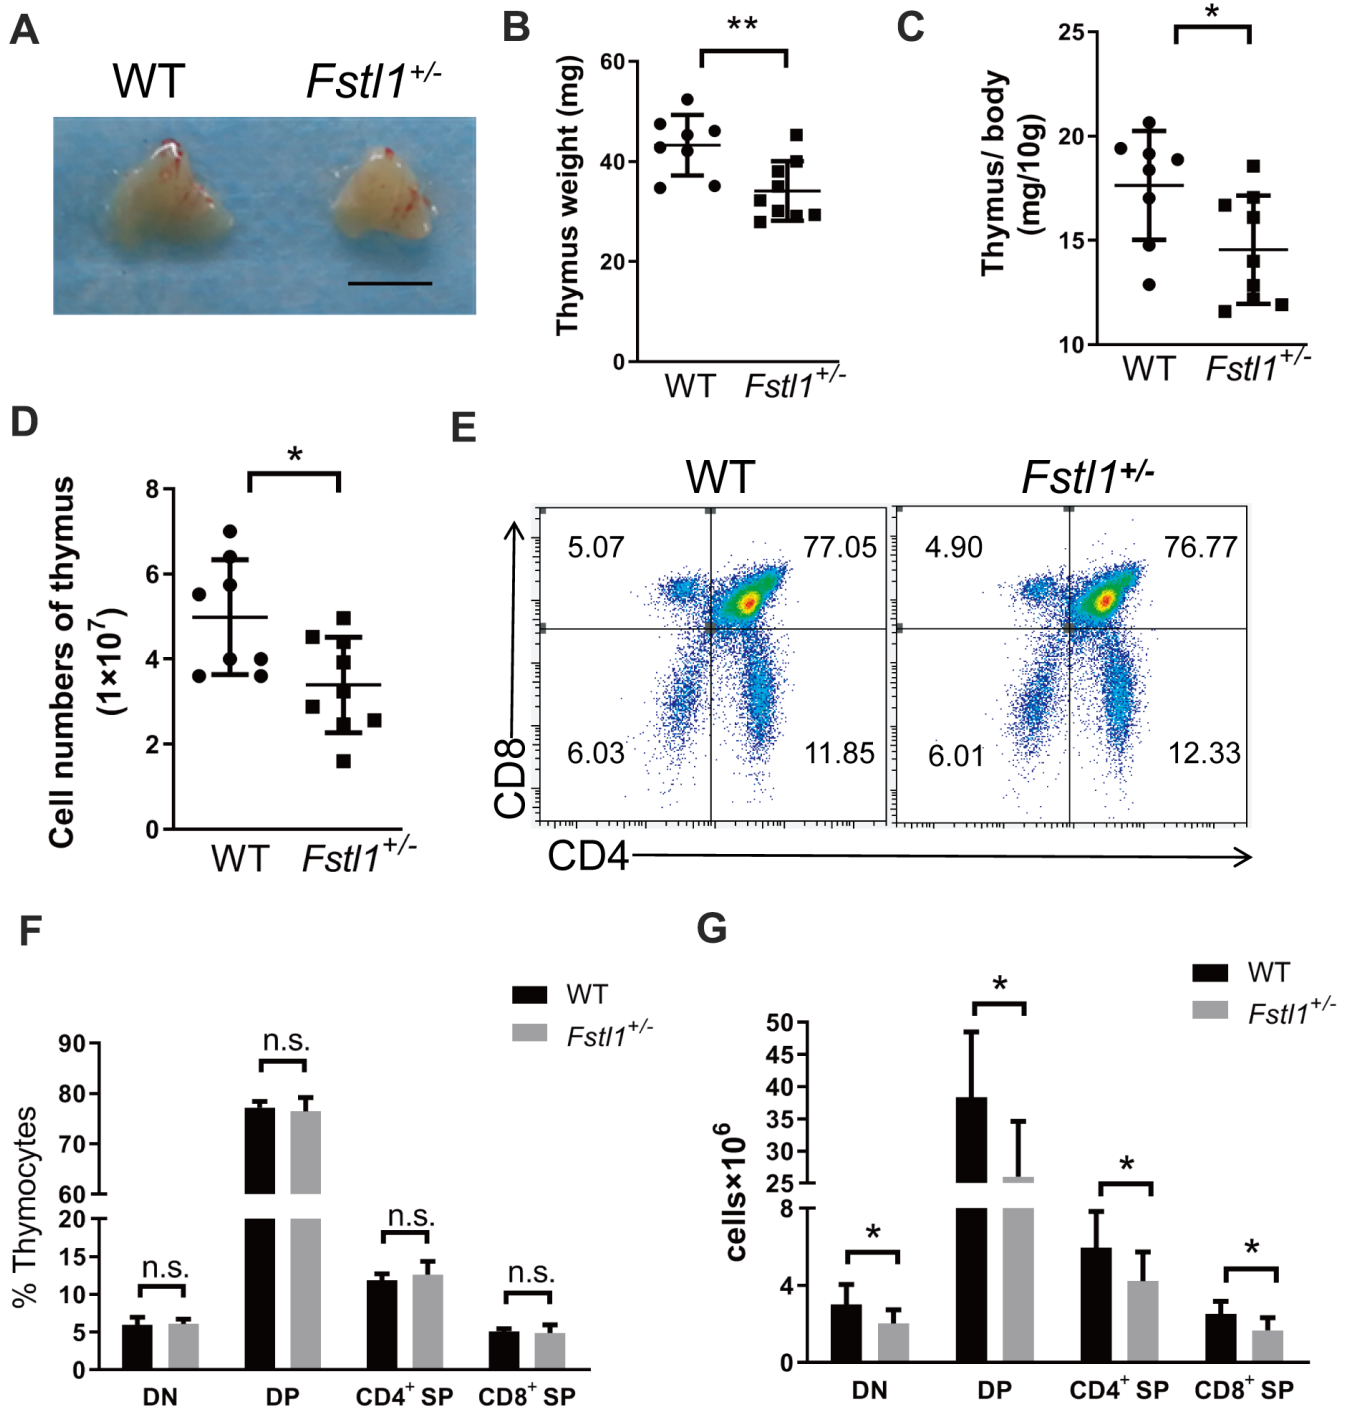 A
WT
Fstl1+/-
B
**
Thymus weight (mg)
60
40
20
0
WT
Fstl1+/-
C
*
Thymus/ body
(mg/10g)
25
20
15
10
WT
Fstl1+/-
D
*
Cell numbers of thymus
(1×10⁷)
8
6
4
2
0
WT
Fstl1+/-
E
WT
Fstl1+/-
5.07
77.05
6.03
11.85
4.90
76.77
6.01
12.33
CD8
CD4
F
WT
Fstl1+/-
% Thymocytes
90
80
70
60
20
15
10
5
0
n.s.
n.s.
n.s.
n.s.
DN
DP
CD4⁺ SP
CD8⁺ SP
G
WT
Fstl1+/-
cells×10⁶
50
45
40
35
30
25
8
4
0
*
*
*
*
DN
DP
CD4⁺ SP
CD8⁺ SP